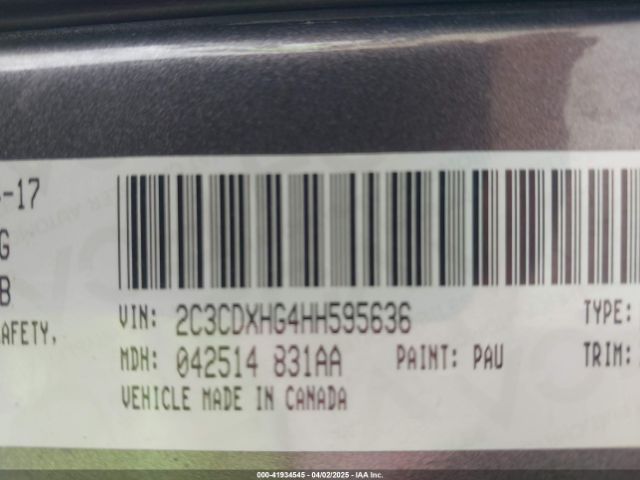 -17
G
B
AFETY,
VIN: 2C3CDXHG4HH595636 TYPE:
MDH: 042514 831AA PAINT: PAU TRIM:
VEHICLE MADE IN CANADA
000-41934545 - 04/02/2025 - IAA Inc.